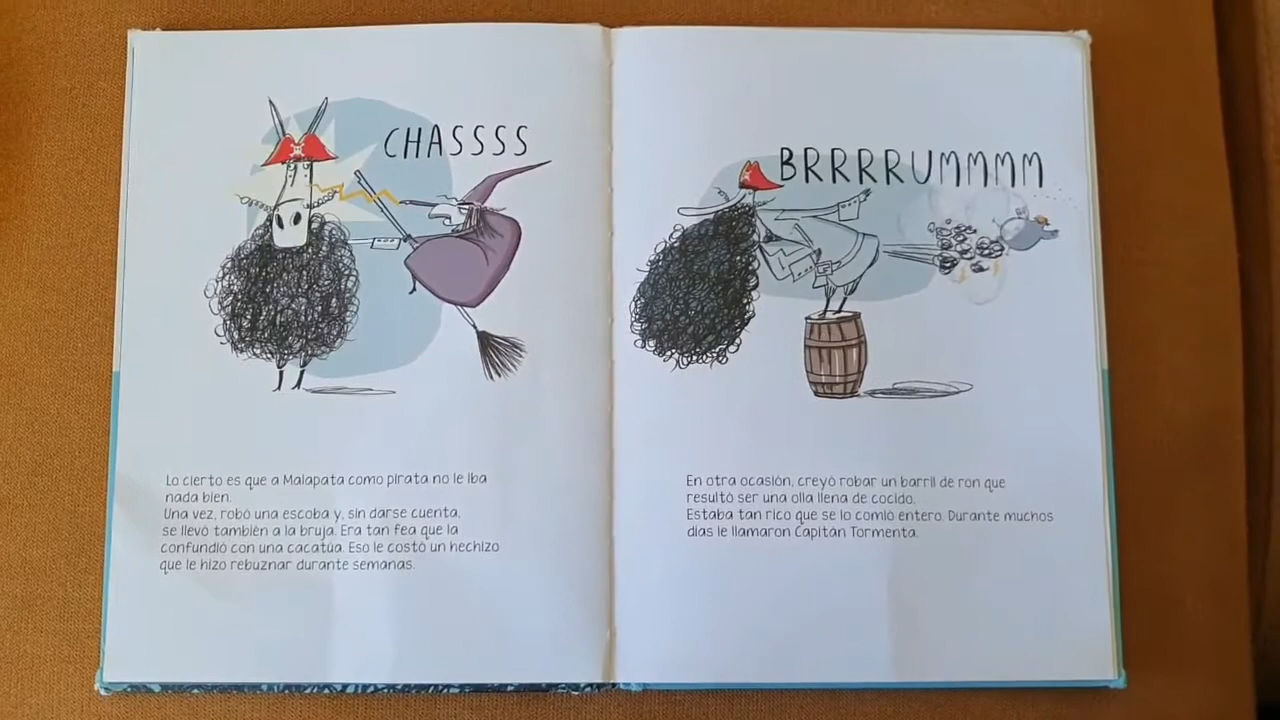 CHASSSS
Lo cierto es que a Malapata como pirata no le iba
nada bien.
Una vez, robó una escoba y, sin darse cuenta,
se llevó también a la bruja. Era tan fea que la
confundió con una cacatúa. Eso le costó un hechizo
que le hizo rebuznar durante semanas.
BRRRRUMMMM
En otra ocasión, creyó robar un barril de ron que
resultó ser una olla llena de cocido.
Estaba tan rico que se lo comió entero. Durante muchos
días le llamaron Capitán Tormenta.